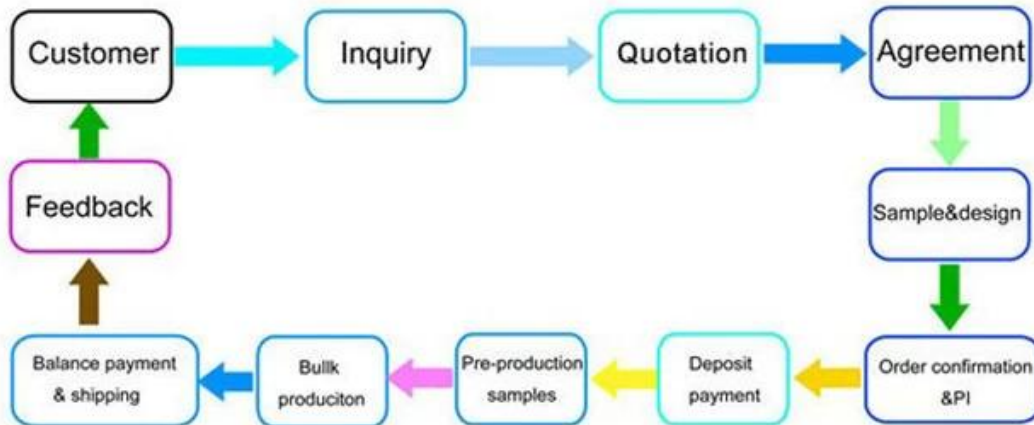 Customer
Inquiry
Quotation
Agreement
Sample&design
Order confirmation
&PI
Deposit
payment
Pre-production
samples
Bullk
produciton
Balance payment
& shipping
Feedback